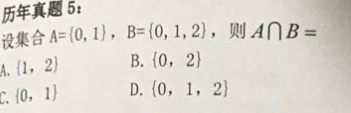 历年真题 5:
设集合 A={0,1}, B={0,1,2}, 则 A∩B=
A. {1, 2} B. {0, 2}
C. {0, 1} D. {0, 1, 2}